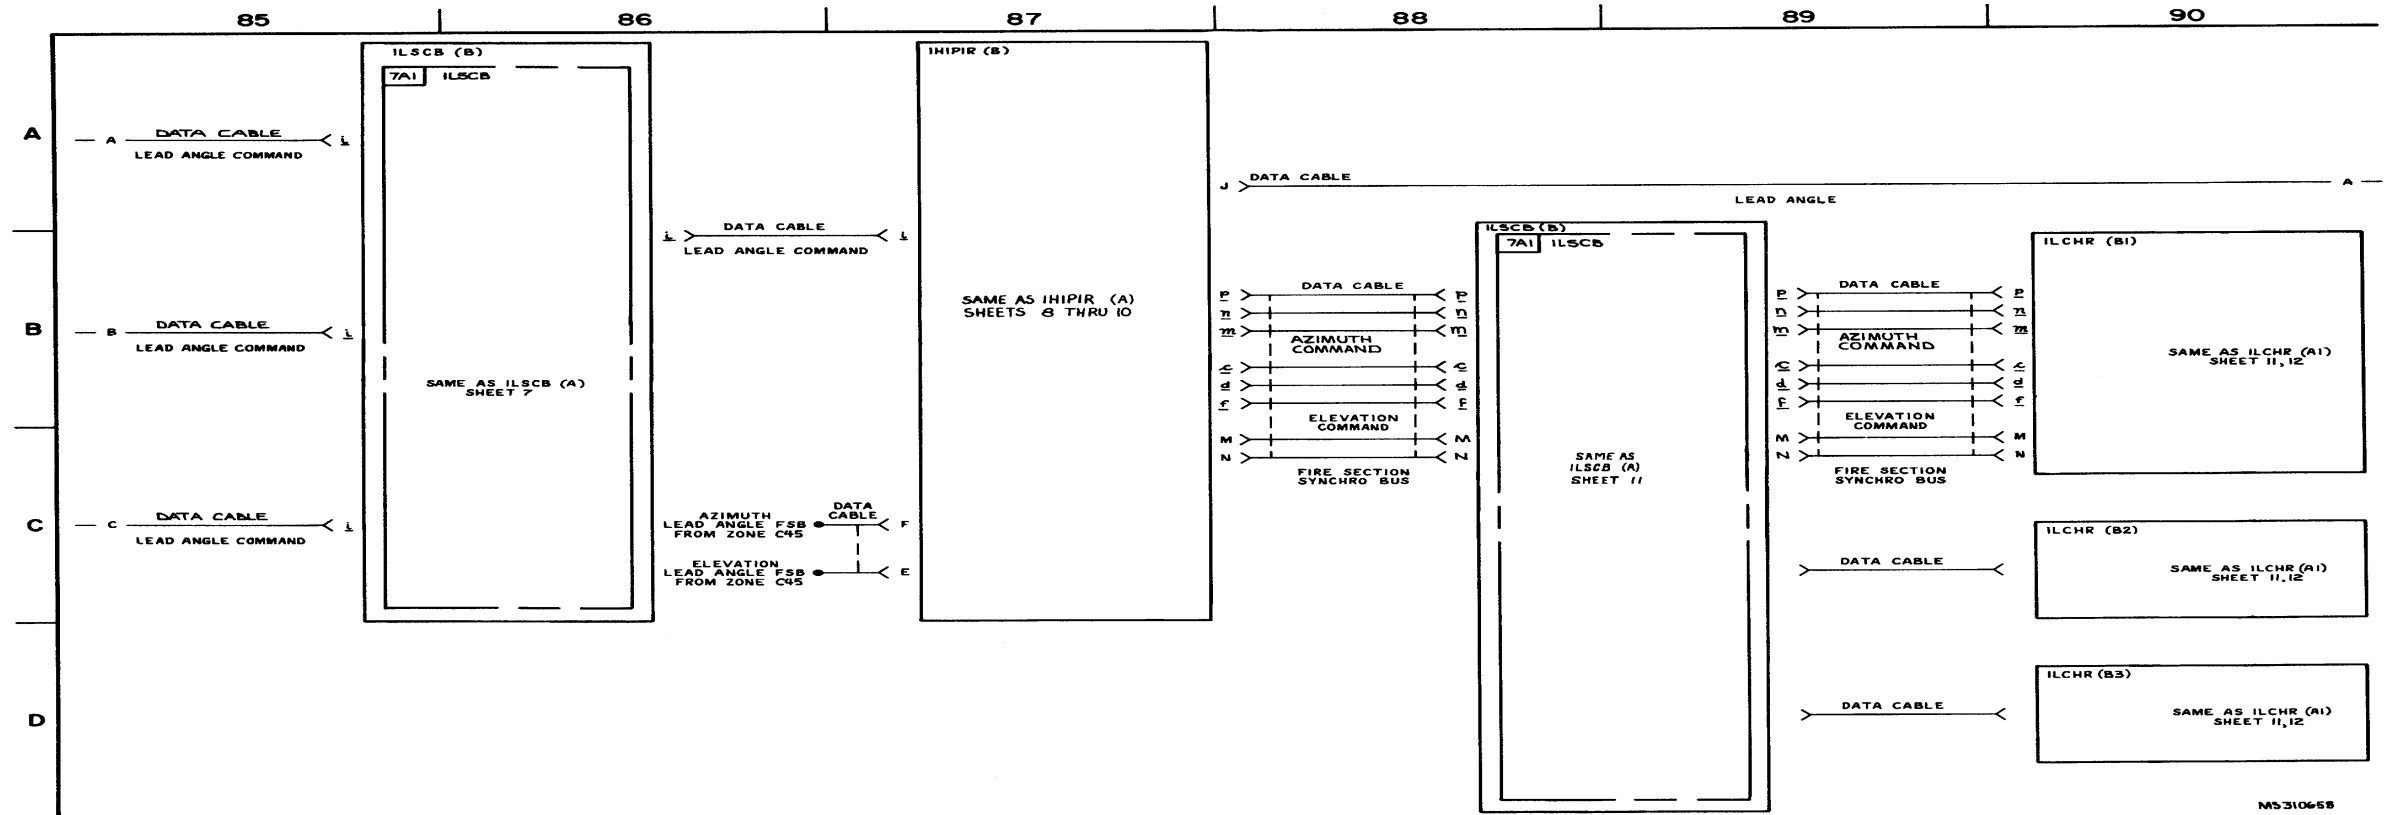 85 86 87 88 89 90
A
B
C
D
A DATA CABLE i
LEAD ANGLE COMMAND
B DATA CABLE i
LEAD ANGLE COMMAND
C DATA CABLE i
LEAD ANGLE COMMAND
ILSCB (B)
7A1 ILSCB
SAME AS ILSCB (A)
SHEET 7
i DATA CABLE i
LEAD ANGLE COMMAND
AZIMUTH
LEAD ANGLE FSB
FROM ZONE C45
DATA
CABLE
F
ELEVATION
LEAD ANGLE FSB
FROM ZONE C45
E
IHIPIR (B)
SAME AS IHIPIR (A)
SHEETS 8 THRU 10
J DATA CABLE A
LEAD ANGLE
p DATA CABLE p
n n
m m
AZIMUTH
COMMAND
c c
d d
f f
ELEVATION
COMMAND
M M
N N
FIRE SECTION
SYNCHRO BUS
ILSCB (B)
7A1 ILSCB
SAME AS
ILSCB (A)
SHEET 11
p DATA CABLE p
n n
m m
AZIMUTH
COMMAND
c c
d d
f f
ELEVATION
COMMAND
M M
N N
FIRE SECTION
SYNCHRO BUS
DATA CABLE
DATA CABLE
ILCHR (B1)
SAME AS ILCHR (A1)
SHEET 11,12
ILCHR (B2)
SAME AS ILCHR (A1)
SHEET 11,12
ILCHR (B3)
SAME AS ILCHR (A1)
SHEET 11,12
MS310658